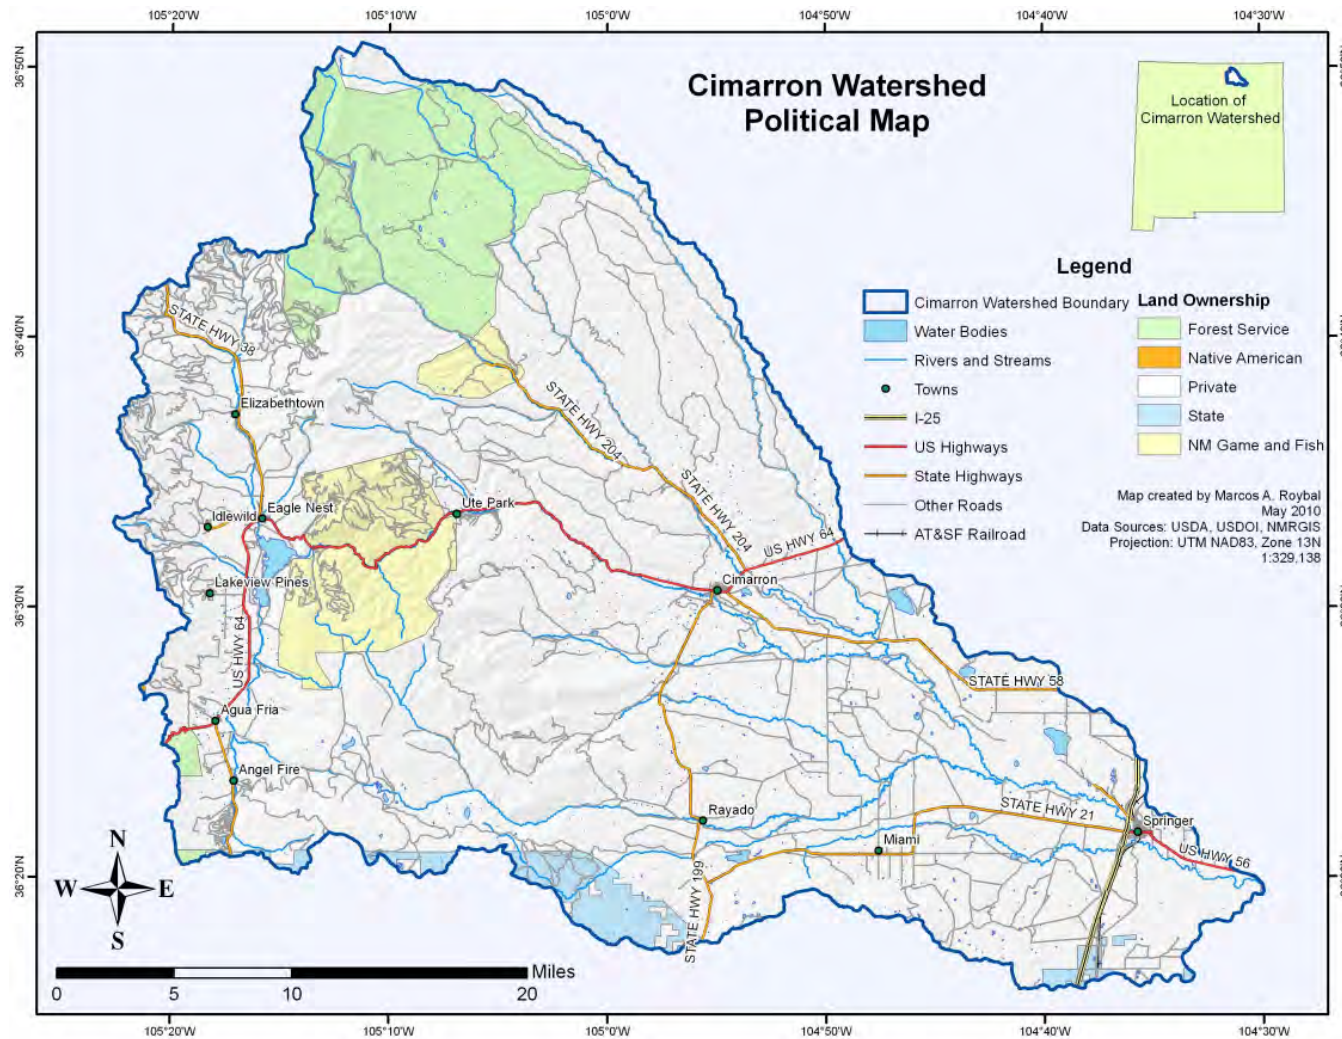 105°20'W
105°10'W
105°0'W
104°50'W
104°40'W
104°30'W
36°50'N
36°40'N
36°30'N
36°20'N
Cimarron Watershed
Political Map
Location of
Cimarron Watershed
Legend
Cimarron Watershed Boundary
Water Bodies
Rivers and Streams
Towns
I-25
US Highways
State Highways
Other Roads
AT&SF Railroad
Land Ownership
Forest Service
Native American
Private
State
NM Game and Fish
Map created by Marcos A. Roybal
May 2010
Data Sources: USDA, USDOI, NMRGIS
Projection: UTM NAD83, Zone 13N
1:329,138
STATE HWY 38
Elizabethtown
STATE HWY 204
STATE HWY 204
Idlewild
Eagle Nest
Ute Park
US HWY 64
Cimarron
Lakeview Pines
US HWY 64
STATE HWY 58
Agua Fria
Angel Fire
Rayado
STATE HWY 21
Springer
Miami
US HWY 56
STATE HWY 199
N
W
E
S
Miles
0
5
10
20
105°20'W
105°10'W
105°0'W
104°50'W
104°40'W
104°30'W